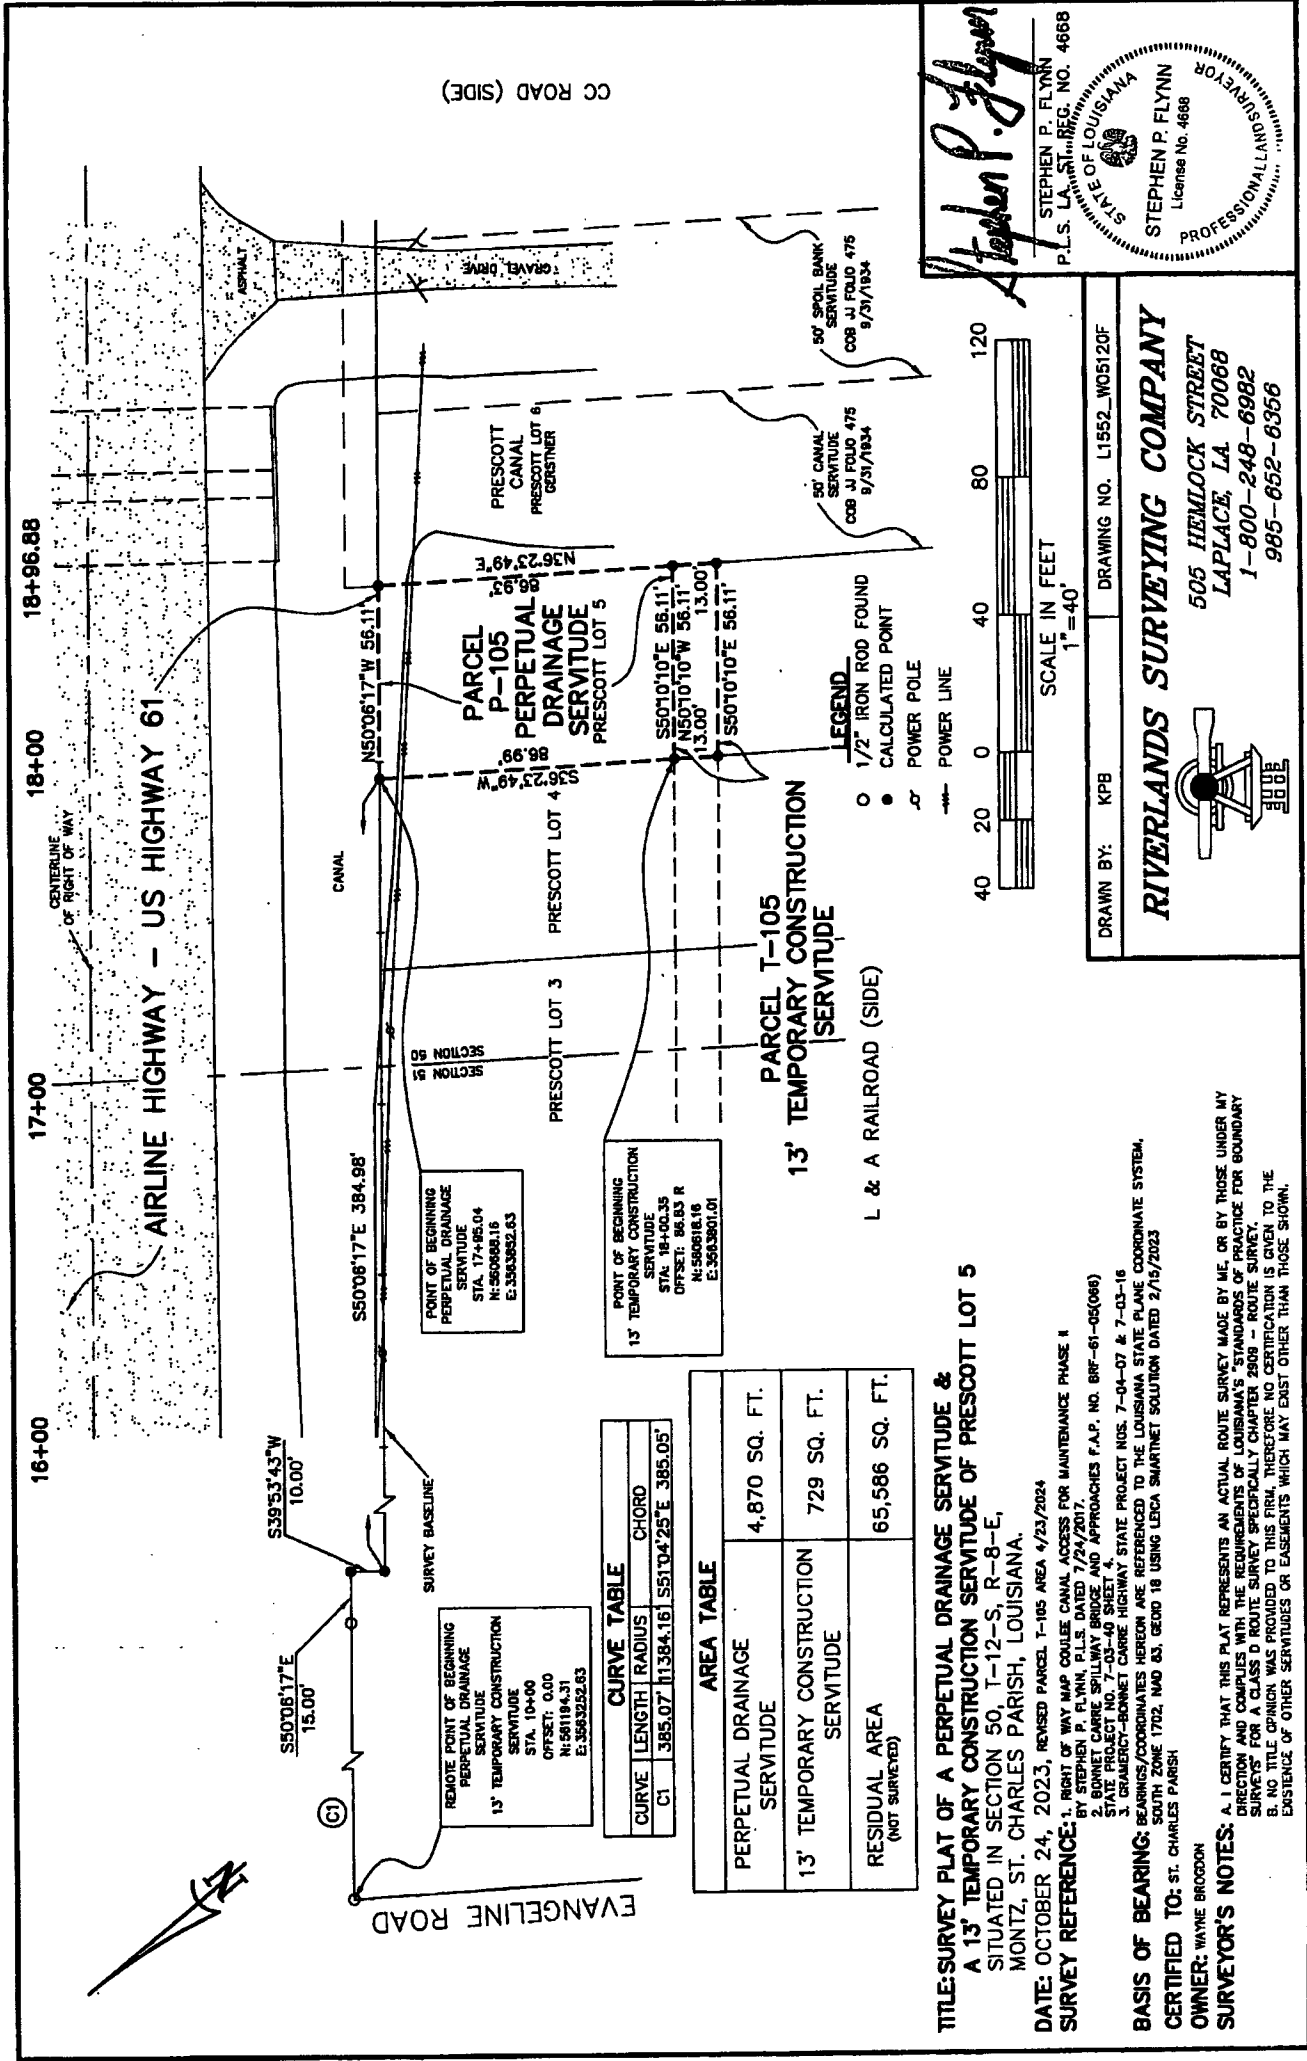 16+00
17+00
18+00
18+96.88
CENTERLINE
OF RIGHT OF WAY
AIRLINE HIGHWAY - US HIGHWAY 61
ASPHALT
GRAVEL DRIVE
CC ROAD (SIDE)
S50°06'17"E
15.00'
S39°53'43"W
10.00'
C1
S50°06'17"E 384.98'
CANAL
N50°06'17"W 56.11'
SURVEY BASELINE
EVANGELINE ROAD
REMOTE POINT OF BEGINNING
PERPETUAL DRAINAGE
SERVITUDE
13' TEMPORARY CONSTRUCTION
SERVITUDE
STA. 10+00
OFFSET: 0.00
N:561194.31
E:3563252.63
POINT OF BEGINNING
PERPETUAL DRAINAGE
SERVITUDE
STA. 17+95.04
N:560688.16
E:3563852.63
POINT OF BEGINNING
13' TEMPORARY CONSTRUCTION
SERVITUDE
STA: 18+00.35
OFFSET: 86.83 R
N:560618.16
E:3563801.01
SECTION 51
SECTION 50
PRESCOTT LOT 3
PRESCOTT LOT 4
S36°23'49"W
86.99'
PARCEL
P-105
PERPETUAL
DRAINAGE
SERVITUDE
PRESCOTT LOT 5
86.93'
N36°23'49"E
PRESCOTT
CANAL
PRESCOTT LOT 6
GERSTNER
S50°10'10"E 56.11'
N50°10'10"W 56.11'
13.00'
13.00'
S50°10'10"E 56.11'
50' CANAL
SERVITUDE
COB JJ FOLIO 475
9/31/1934
50' SPOIL BANK
SERVITUDE
COB JJ FOLIO 475
9/31/1934
PARCEL T-105
13' TEMPORARY CONSTRUCTION
SERVITUDE
L & A RAILROAD (SIDE)
LEGEND
1/2" IRON ROD FOUND
CALCULATED POINT
POWER POLE
POWER LINE
40 20 0 40 80 120
SCALE IN FEET
1"=40'
CURVE TABLE
CURVE LENGTH RADIUS CHORD
C1 385.07' 11384.16' S51°04'25"E 385.05'
AREA TABLE
PERPETUAL DRAINAGE
SERVITUDE
4,870 SQ. FT.
13' TEMPORARY CONSTRUCTION
SERVITUDE
729 SQ. FT.
RESIDUAL AREA
(NOT SURVEYED)
65,586 SQ. FT.
TITLE: SURVEY PLAT OF A PERPETUAL DRAINAGE SERVITUDE &
A 13' TEMPORARY CONSTRUCTION SERVITUDE OF PRESCOTT LOT 5
SITUATED IN SECTION 50, T-12-S, R-8-E,
MONTZ, ST. CHARLES PARISH, LOUISIANA.
DATE: OCTOBER 24, 2023, REVISED PARCEL T-105 AREA 4/23/2024
SURVEY REFERENCE: 1. RIGHT OF WAY MAP COULEE CANAL ACCESS FOR MAINTENANCE PHASE II
BY STEPHEN P. FLYNN, P.L.S. DATED 7/24/2017.
2. BONNET CARRE SPILLWAY BRIDGE AND APPROACHES F.A.P. NO. BRF-61-05(066)
STATE PROJECT NO. 7-03-40 SHEET 4.
3. GRAMERCY-BONNET CARRE HIGHWAY STATE PROJECT NOS. 7-04-07 & 7-03-16
BASIS OF BEARING: BEARINGS/COORDINATES HEREON ARE REFERENCED TO THE LOUISIANA STATE PLANE COORDINATE SYSTEM,
SOUTH ZONE 1702, NAD 83, GEOID 18 USING LEICA SMARTNET SOLUTION DATED 2/15/2023
CERTIFIED TO: ST. CHARLES PARISH
OWNER: WAYNE BROGDON
SURVEYOR'S NOTES: A. I CERTIFY THAT THIS PLAT REPRESENTS AN ACTUAL ROUTE SURVEY MADE BY ME, OR BY THOSE UNDER MY
DIRECTION AND COMPLIES WITH THE REQUIREMENTS OF LOUISIANA'S "STANDARDS OF PRACTICE FOR BOUNDARY
SURVEYS" FOR A CLASS D ROUTE SURVEY SPECIFICALLY CHAPTER 2909 - ROUTE SURVEY.
B. NO TITLE OPINION WAS PROVIDED TO THIS FIRM, THEREFORE NO CERTIFICATION IS GIVEN TO THE
EXISTENCE OF OTHER SERVITUDES OR EASEMENTS WHICH MAY EXIST OTHER THAN THOSE SHOWN.
DRAWN BY: KPB
DRAWING NO. L1552_W05120F
RIVERLANDS SURVEYING COMPANY
505 HEMLOCK STREET
LAPLACE, LA. 70068
1-800-248-6982
985-652-6356
Stephen P. Flynn
STEPHEN P. FLYNN
P.L.S. LA. ST. REG. NO. 4668
STATE OF LOUISIANA
STEPHEN P. FLYNN
License No. 4668
PROFESSIONAL LAND SURVEYOR
N